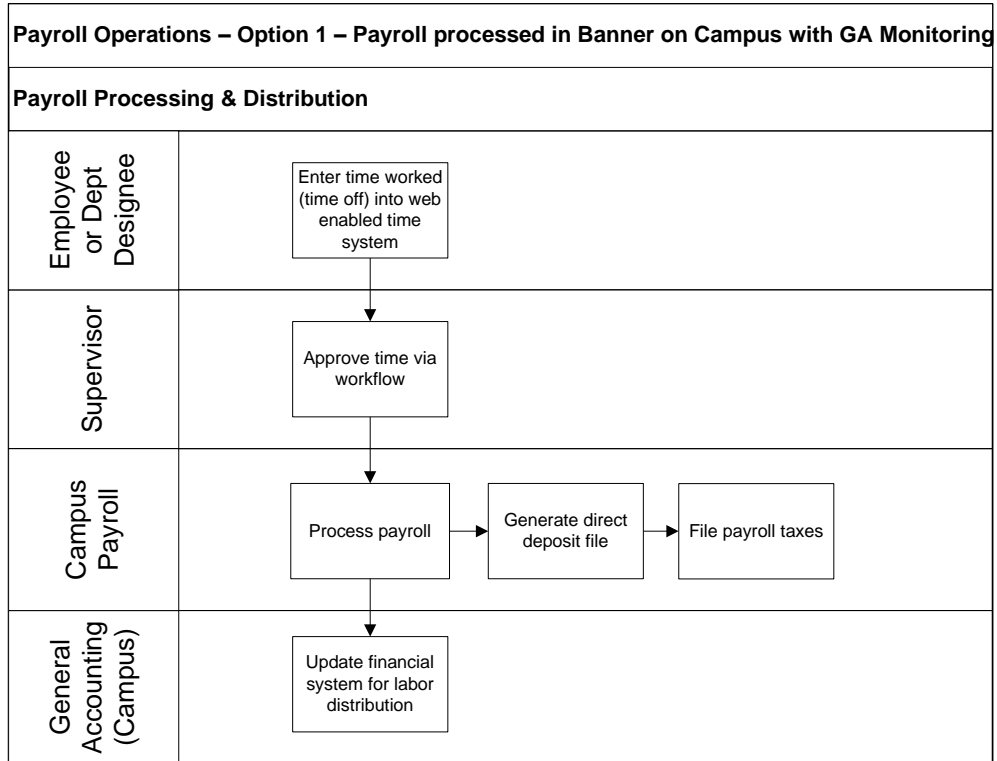 Payroll Operations – Option 1 – Payroll processed in Banner on Campus with GA Monitoring
Payroll Processing & Distribution
Employee
or Dept
Designee
Enter time worked
(time off) into web
enabled time
system
Supervisor
Approve time via
workflow
Campus
Payroll
Process payroll
Generate direct
deposit file
File payroll taxes
General
Accounting
(Campus)
Update financial
system for labor
distribution